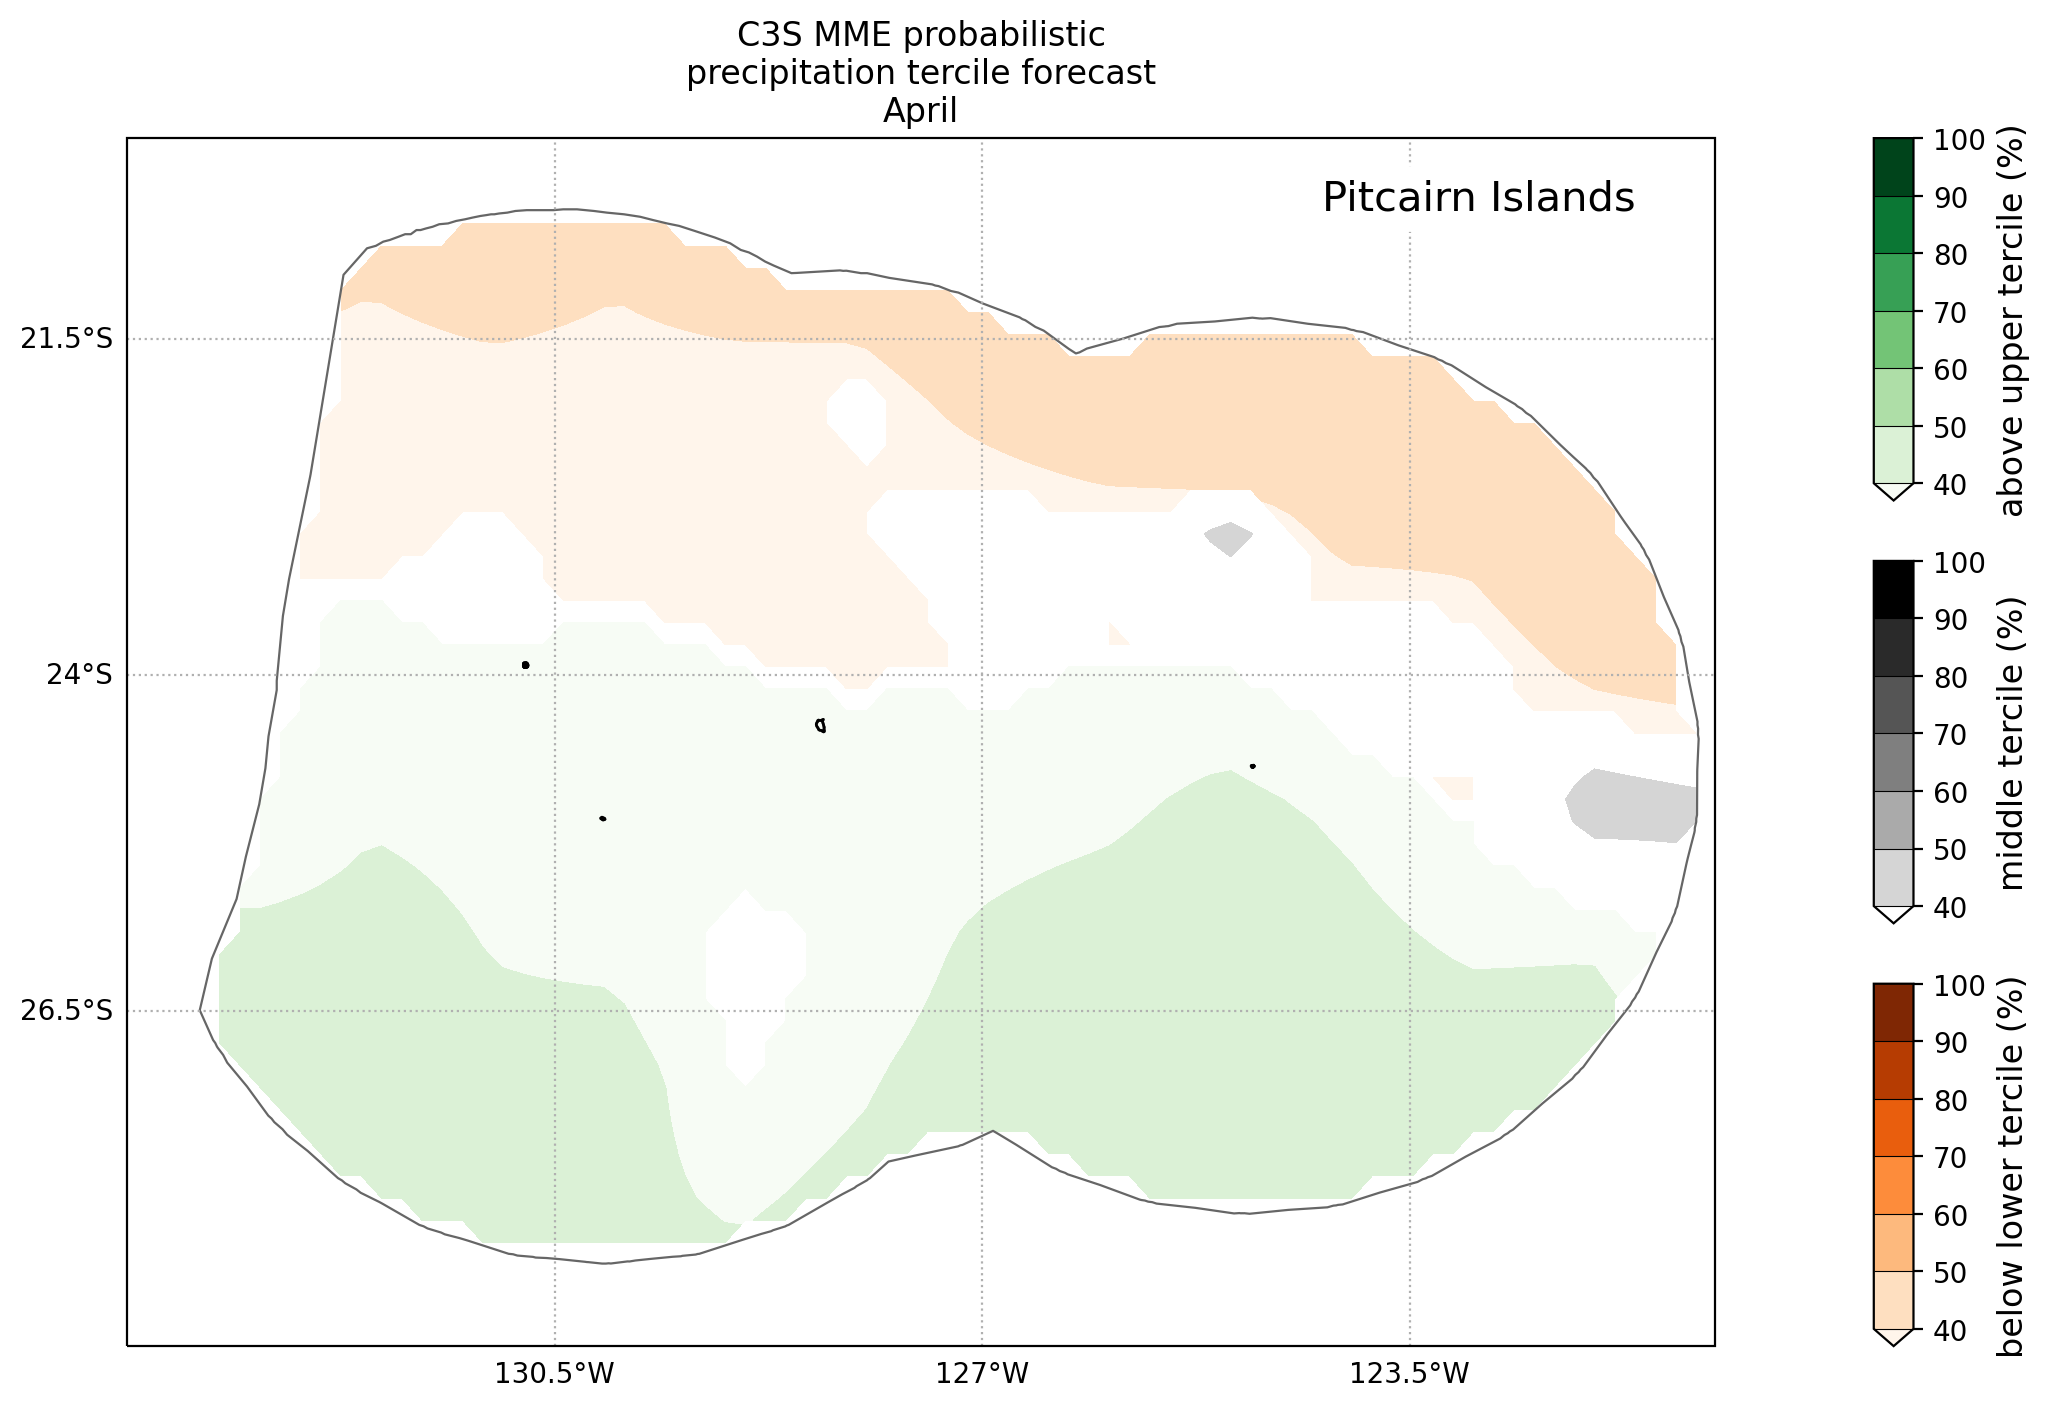 C3S MME probabilistic
precipitation tercile forecast
April
Pitcairn Islands
21.5°S
24°S
26.5°S
130.5°W
127°W
123.5°W
100
90
80
70
60
50
40
above upper tercile (%)
100
90
80
70
60
50
40
middle tercile (%)
100
90
80
70
60
50
40
below lower tercile (%)